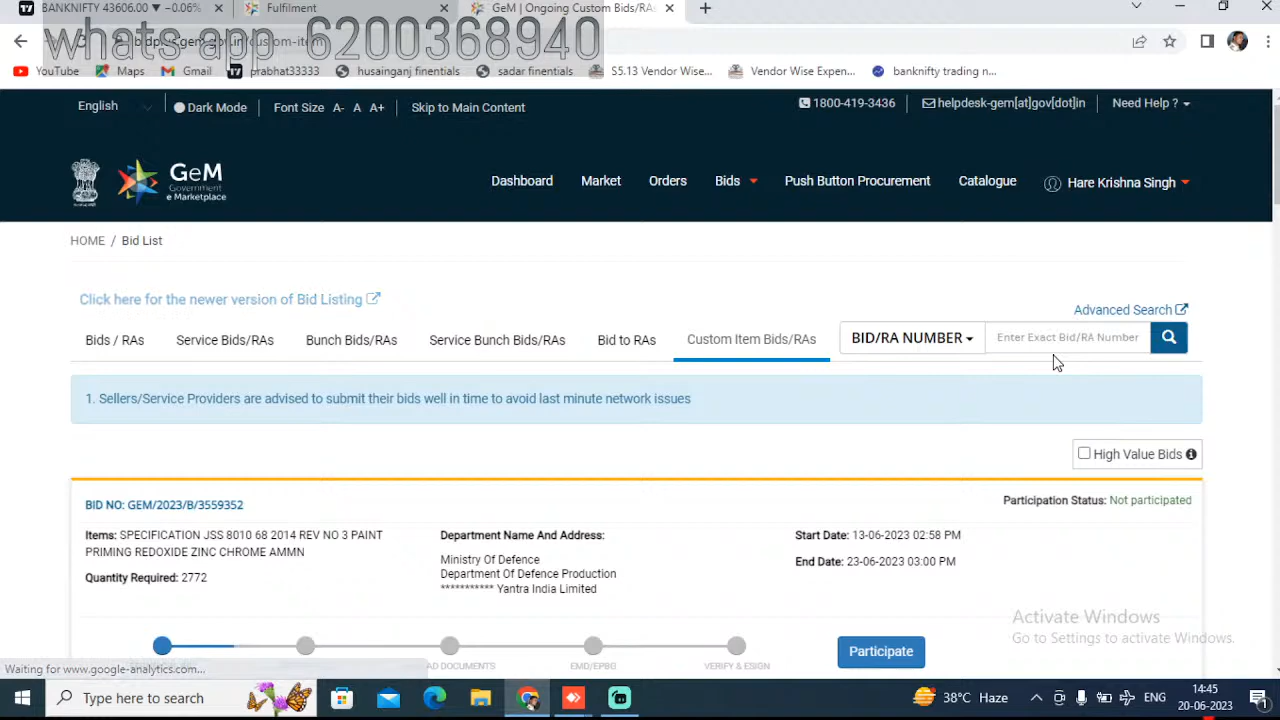 BANKNIFTY 43606.00 ▼ −0.06%
Fulfilment
GeM | Ongoing Custom Bids/RAs
whats app 6200368940
YouTube Maps Gmail prabhat33333 husainganj finentials sadar finentials S5.13 Vendor Wise... Vendor Wise Expen... banknifty trading n...
English Dark Mode Font Size A- A A+ Skip to Main Content 1800-419-3436 helpdesk-gem[at]gov[dot]in Need Help ?
GeM
Government
e Marketplace
Dashboard Market Orders Bids Push Button Procurement Catalogue Hare Krishna Singh
HOME / Bid List
Click here for the newer version of Bid Listing
Advanced Search
Bids / RAs Service Bids/RAs Bunch Bids/RAs Service Bunch Bids/RAs Bid to RAs Custom Item Bids/RAs BID/RA NUMBER Enter Exact Bid/RA Number
1. Sellers/Service Providers are advised to submit their bids well in time to avoid last minute network issues
High Value Bids
BID NO: GEM/2023/B/3559352
Participation Status: Not participated
Items: SPECIFICATION JSS 8010 68 2014 REV NO 3 PAINT
PRIMING REDOXIDE ZINC CHROME AMMN
Quantity Required: 2772
Department Name And Address:
Ministry Of Defence
Department Of Defence Production
*********** Yantra India Limited
Start Date: 13-06-2023 02:58 PM
End Date: 23-06-2023 03:00 PM
Participate
AD DOCUMENTS EMD/EPBG VERIFY & ESIGN
Activate Windows
Go to Settings to activate Windows.
Waiting for www.google-analytics.com...
Type here to search
38°C Haze
ENG
14:45
20-06-2023
1